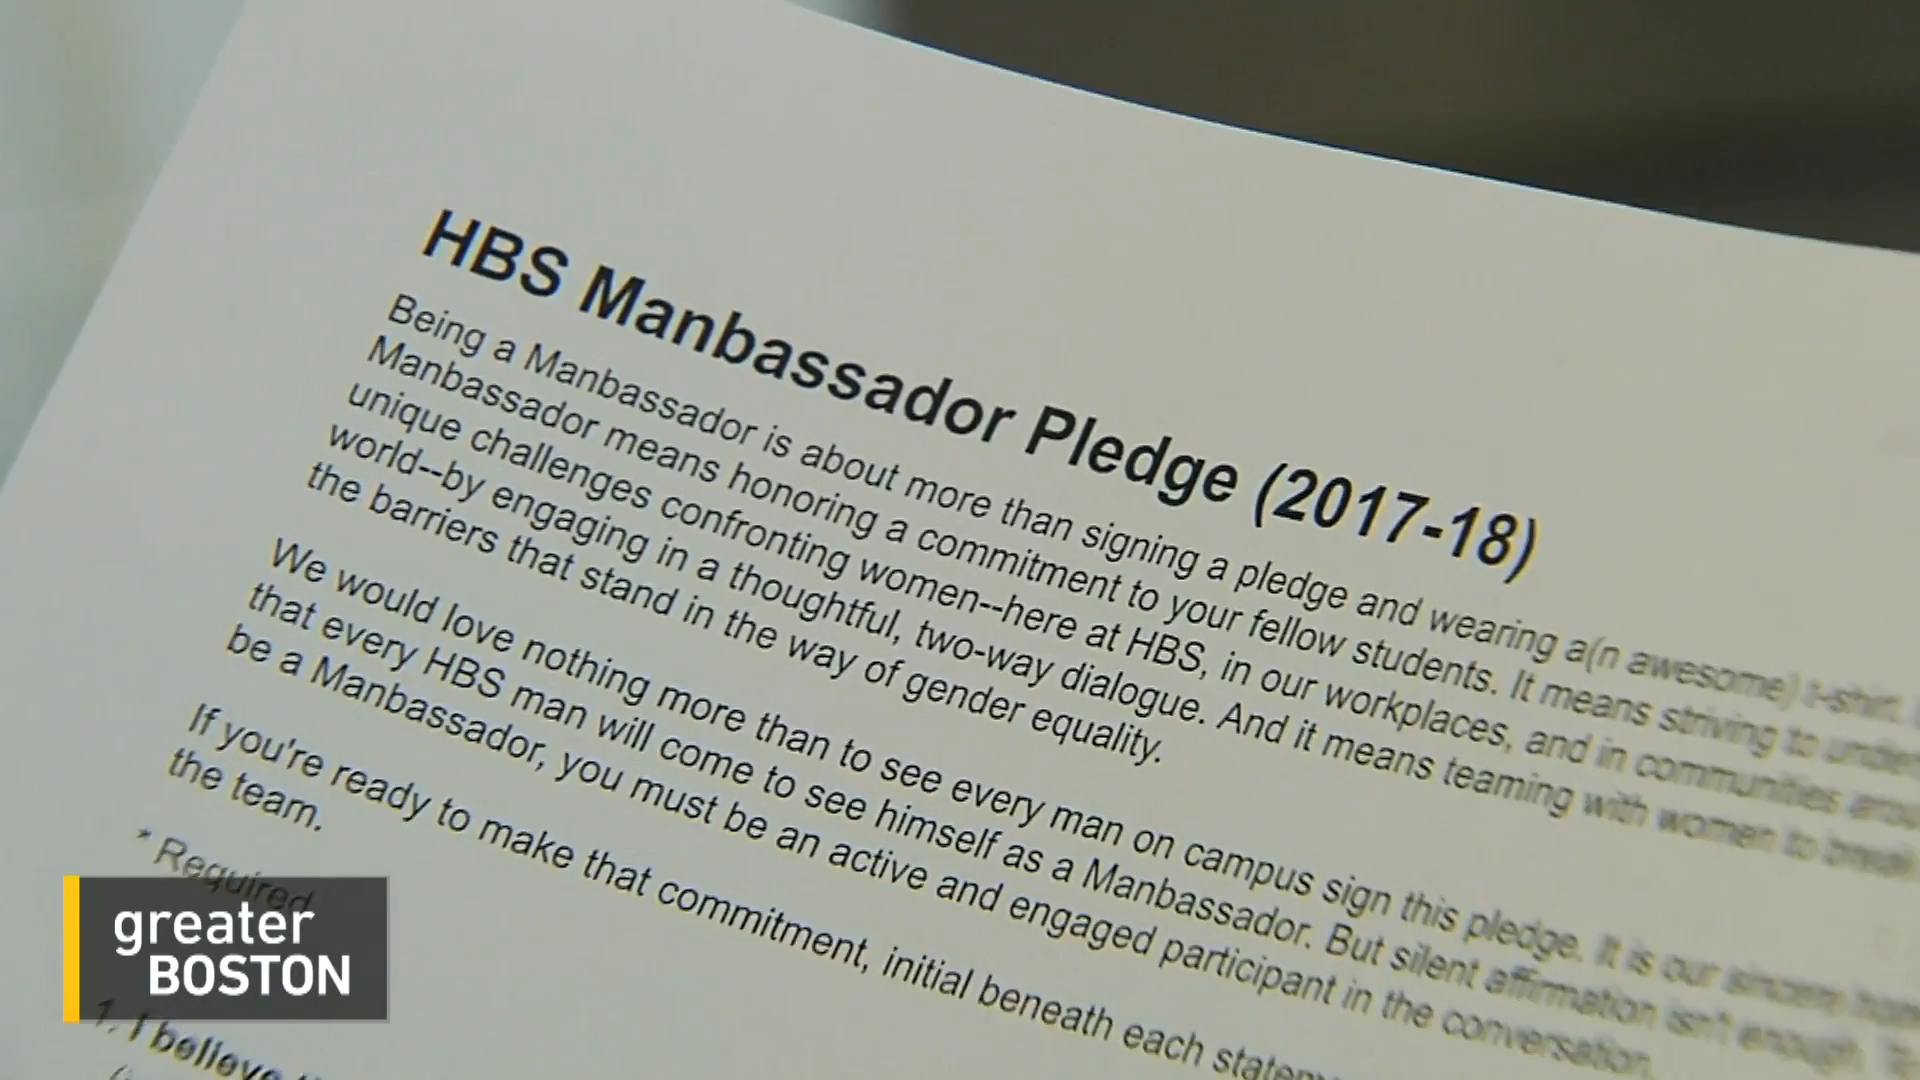 HBS Manbassador Pledge (2017-18)
Being a Manbassador is about more than signing a pledge and wearing a(n awesome) t-shirt.
Manbassador means honoring a commitment to your fellow students. It means striving to
unique challenges confronting women--here at HBS, in our workplaces, and in communities
world--by engaging in a thoughtful, two-way dialogue. And it means teaming with women to break
the barriers that stand in the way of gender equality.
We would love nothing more than to see every man on campus sign this pledge. It is our sincere
that every HBS man will come to see himself as a Manbassador. But silent affirmation isn't enough. To
be a Manbassador, you must be an active and engaged participant in the conversation.
If you're ready to make that commitment, initial beneath each
the team.
* Required
1. I believe
greater
BOSTON